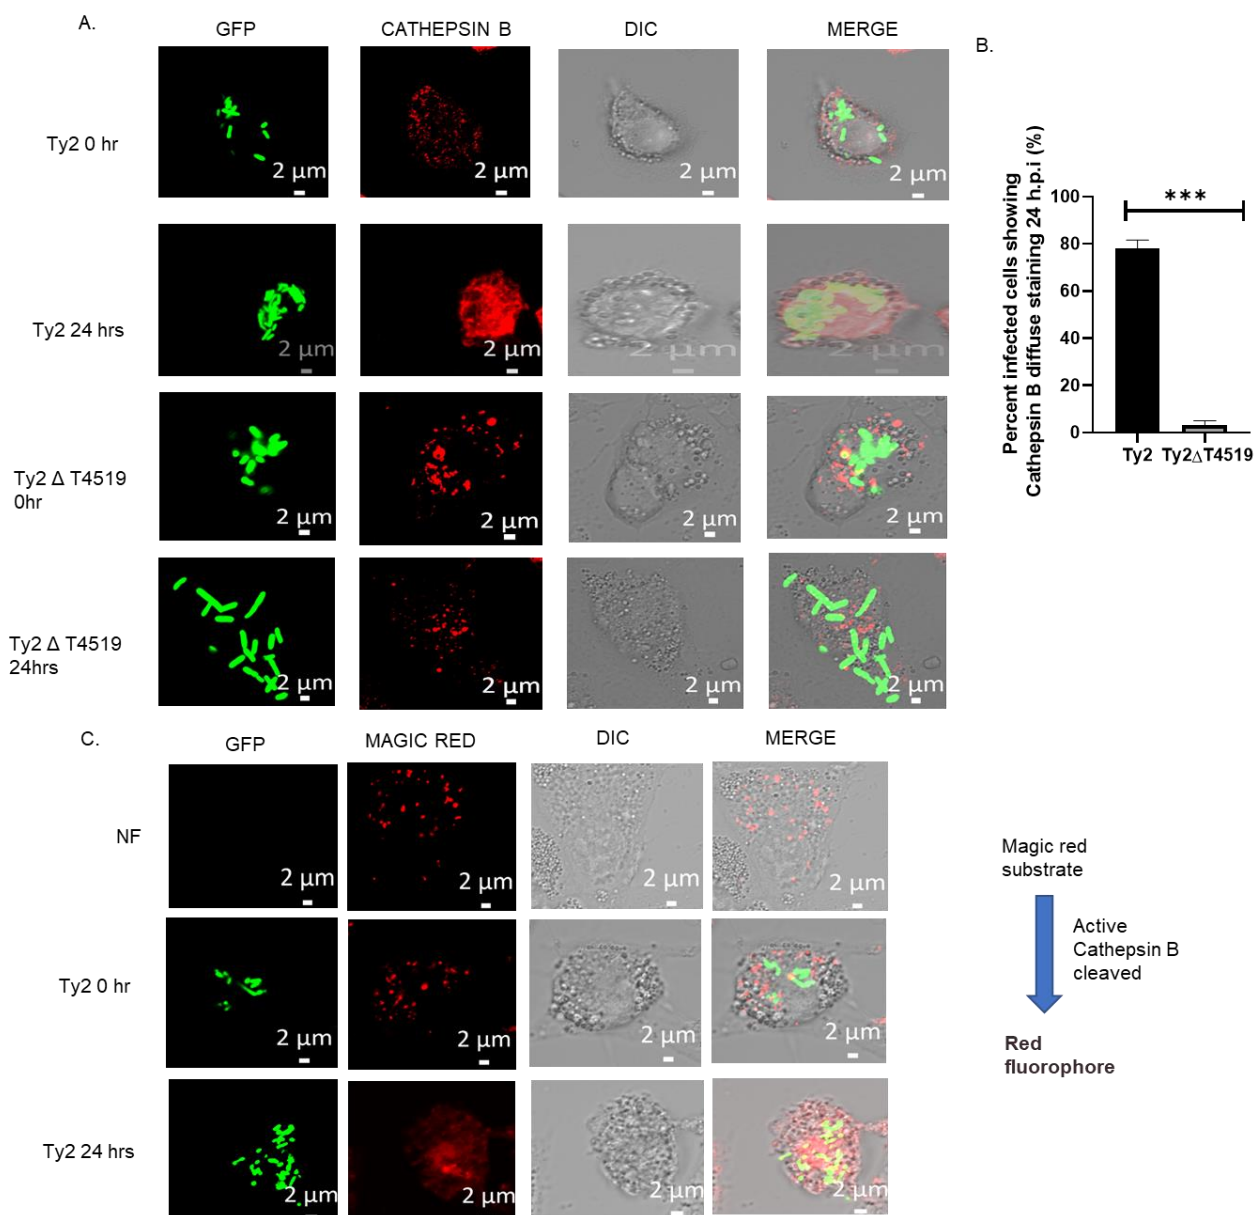 A.
GFP
CATHEPSIN B
DIC
MERGE
Ty2 0 hr
2 µm
2 µm
2 µm
2 µm
Ty2 24 hrs
2 µm
2 µm
2 µm
2 µm
Ty2 Δ T4519
0hr
2 µm
2 µm
2 µm
2 µm
Ty2 Δ T4519
24hrs
2 µm
2 µm
2 µm
2 µm
B.
Percent infected cells showing
Cathepsin B diffuse staining 24 h.p.i (%)
100
80
60
40
20
0
***
Ty2
Ty2△T4519
C.
GFP
MAGIC RED
DIC
MERGE
NF
2 µm
2 µm
2 µm
2 µm
Ty2 0 hr
2 µm
2 µm
2 µm
2 µm
Ty2 24 hrs
2 µm
2 µm
2 µm
2 µm
Magic red
substrate
Active
Cathepsin B
cleaved
Red
fluorophore